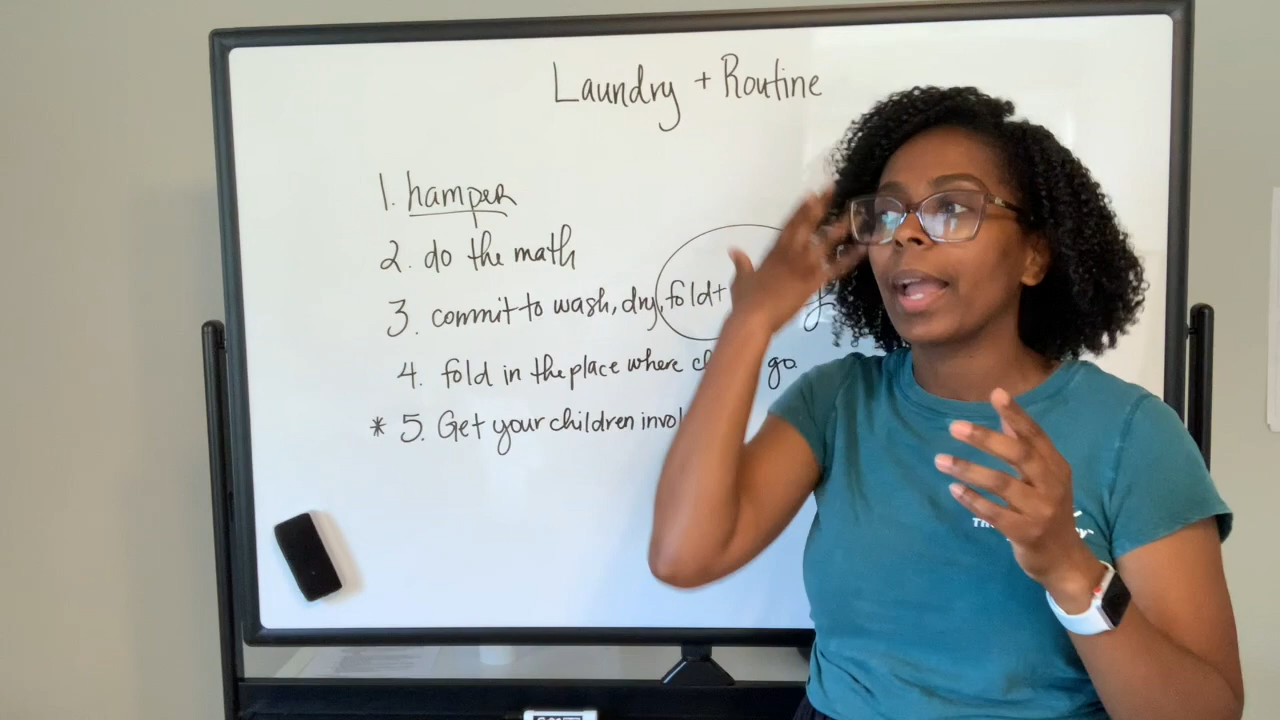 Laundry + Routine
1. hamper
2. do the math
3. commit to wash, dry, fold +
4. fold in the place where go.
* 5. Get your children